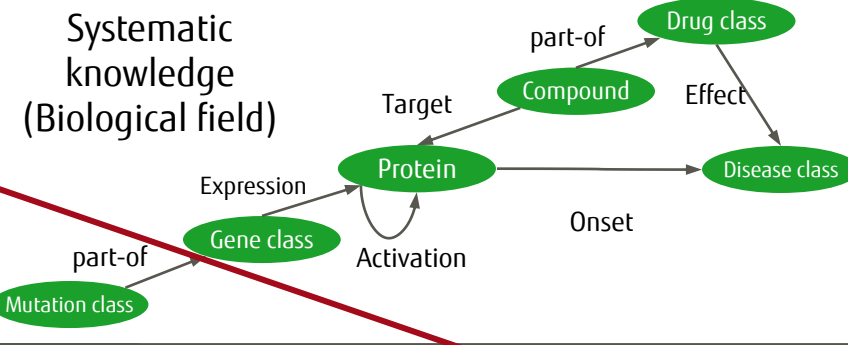 Systematic
knowledge
(Biological field)
Drug class
part-of
Compound
Effect
Target
Protein
Disease class
Expression
Onset
Gene class
Activation
part-of
Mutation class